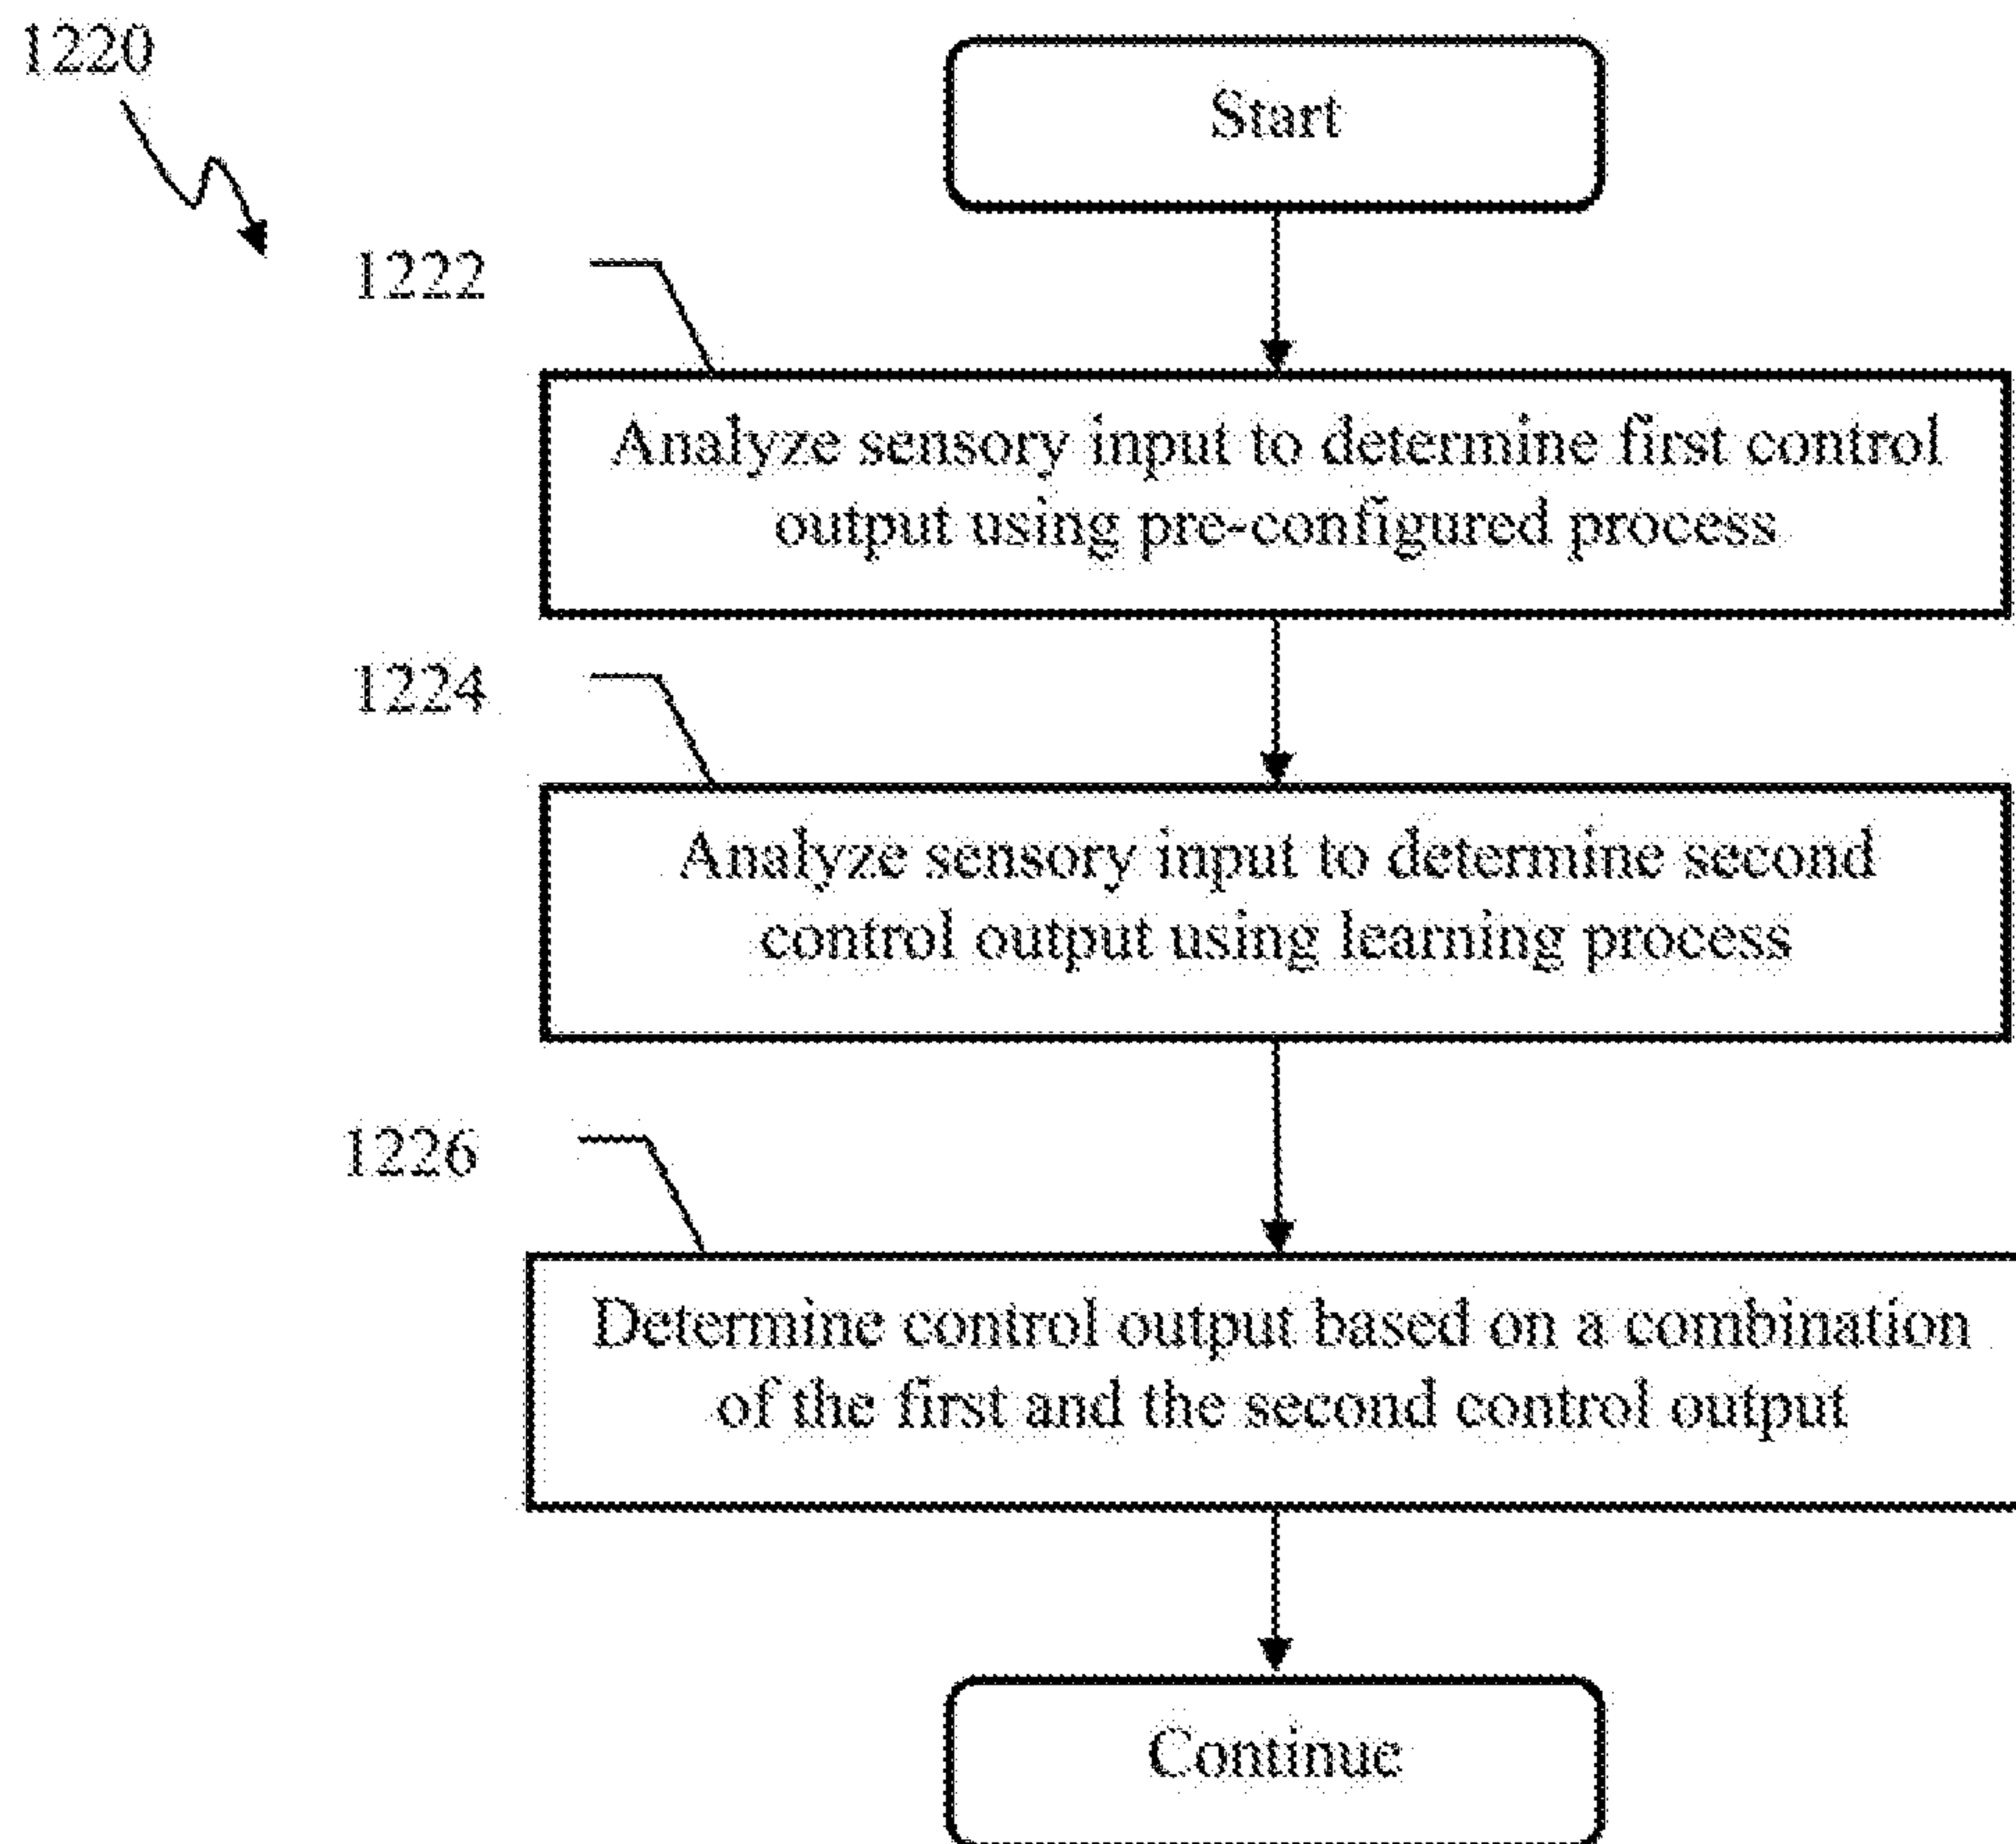 1220
Start
1222
Analyze sensory input to determine first control
output using pre-configured process
1224
Analyze sensory input to determine second
control output using learning process
1226
Determine control output based on a combination
of the first and the second control output
Continue